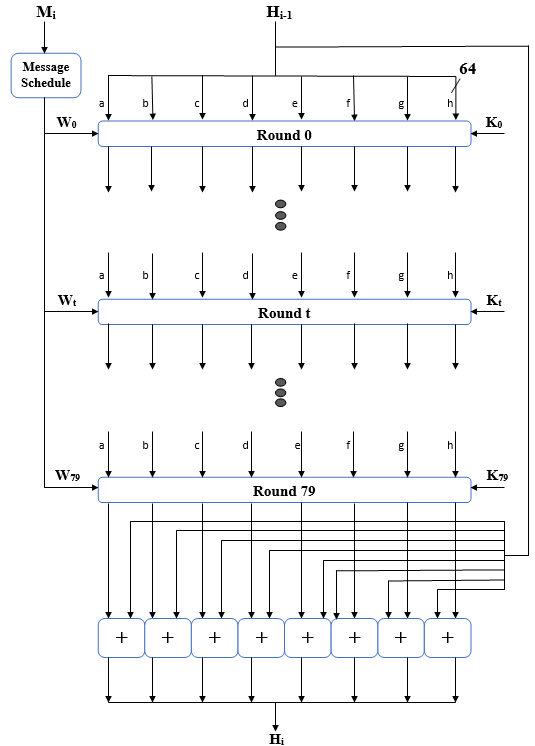 Mi Hi-1
Message
Schedule
64
a b c d e f g h
W0 Round 0 K0
a b c d e f g h
Wt Round t Kt
a b c d e f g h
W79 Round 79 K79
+ + + + + + + +
Hi